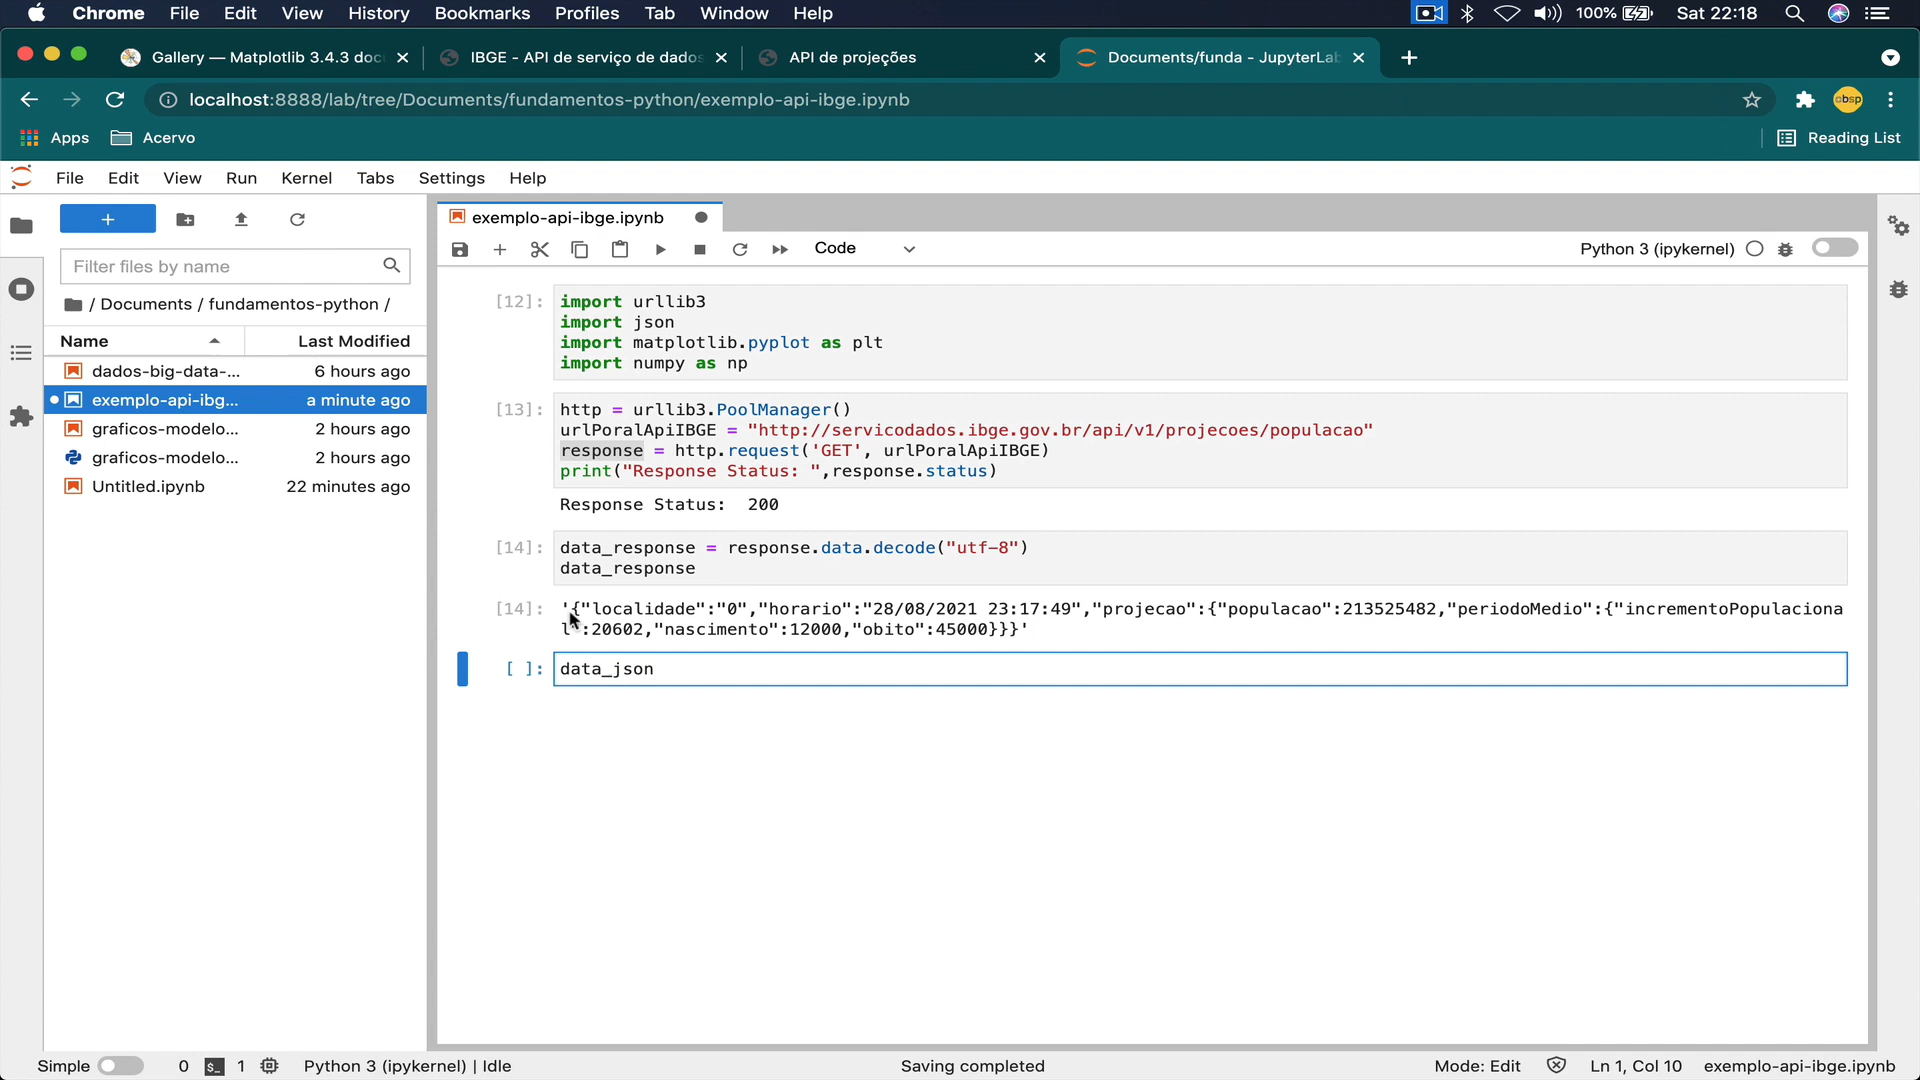 Chrome File Edit View History Bookmarks Profiles Tab Window Help 100% Sat 22:18
Gallery — Matplotlib 3.4.3 doc IBGE - API de serviço de dados API de projeções Documents/funda - JupyterLab
localhost:8888/lab/tree/Documents/fundamentos-python/exemplo-api-ibge.ipynb obsp
Apps Acervo Reading List
File Edit View Run Kernel Tabs Settings Help
exemplo-api-ibge.ipynb
Code Python 3 (ipykernel)
Filter files by name
/ Documents / fundamentos-python /
Name Last Modified
dados-big-data-... 6 hours ago
exemplo-api-ibg... a minute ago
graficos-modelo... 2 hours ago
graficos-modelo... 2 hours ago
Untitled.ipynb 22 minutes ago
[12]: import urllib3
import json
import matplotlib.pyplot as plt
import numpy as np
[13]: http = urllib3.PoolManager()
urlPoralApiIBGE = "http://servicodados.ibge.gov.br/api/v1/projecoes/populacao"
response = http.request('GET', urlPoralApiIBGE)
print("Response Status: ",response.status)
Response Status:  200
[14]: data_response = response.data.decode("utf-8")
data_response
[14]: '{"localidade":"0","horario":"28/08/2021 23:17:49","projecao":{"populacao":213525482,"periodoMedio":{"incrementoPopulaciona
l":20602,"nascimento":12000,"obito":45000}}}'
[ ]: data_json
Simple 0 $_ 1 Python 3 (ipykernel) | Idle Saving completed Mode: Edit Ln 1, Col 10 exemplo-api-ibge.ipynb